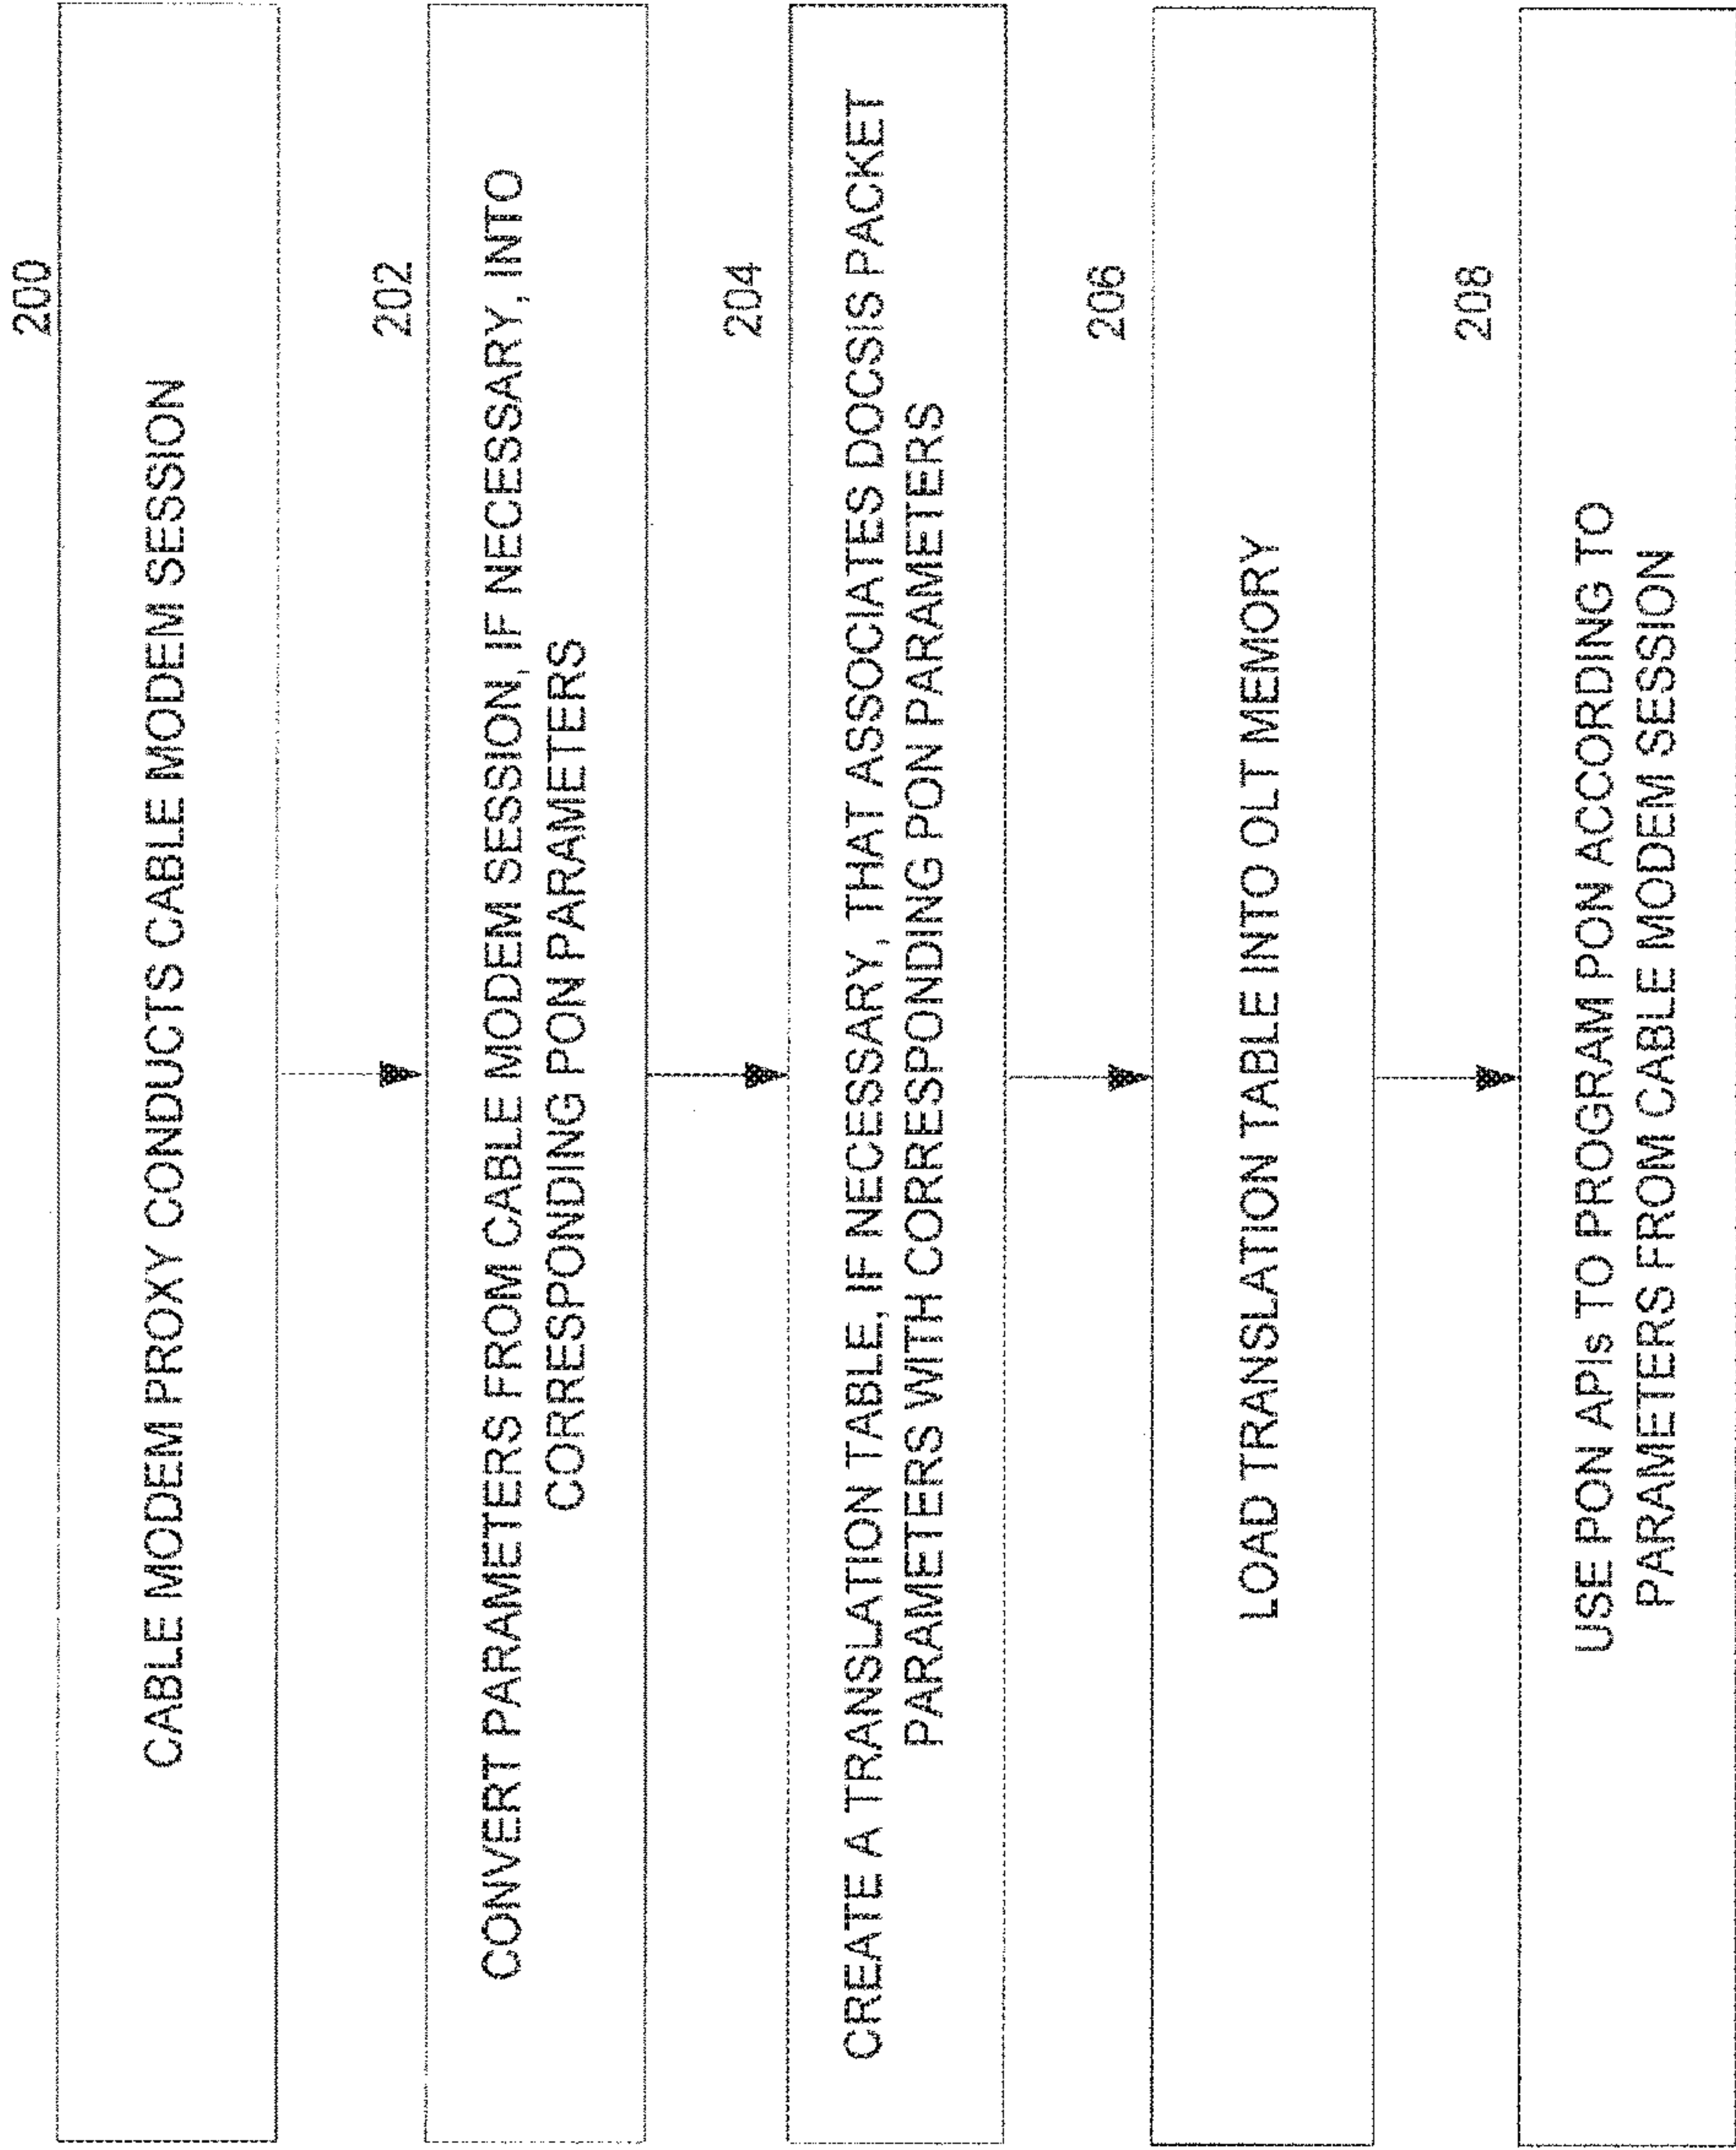 200
CABLE MODEM PROXY CONDUCTS CABLE MODEM SESSION
202
CONVERT PARAMETERS FROM CABLE MODEM SESSION, IF NECESSARY, INTO
CORRESPONDING PON PARAMETERS
204
CREATE A TRANSLATION TABLE, IF NECESSARY, THAT ASSOCIATES DOCSIS PACKET
PARAMETERS WITH CORRESPONDING PON PARAMETERS
206
LOAD TRANSLATION TABLE INTO OLT MEMORY
208
USE PON APIs TO PROGRAM PON ACCORDING TO
PARAMETERS FROM CABLE MODEM SESSION